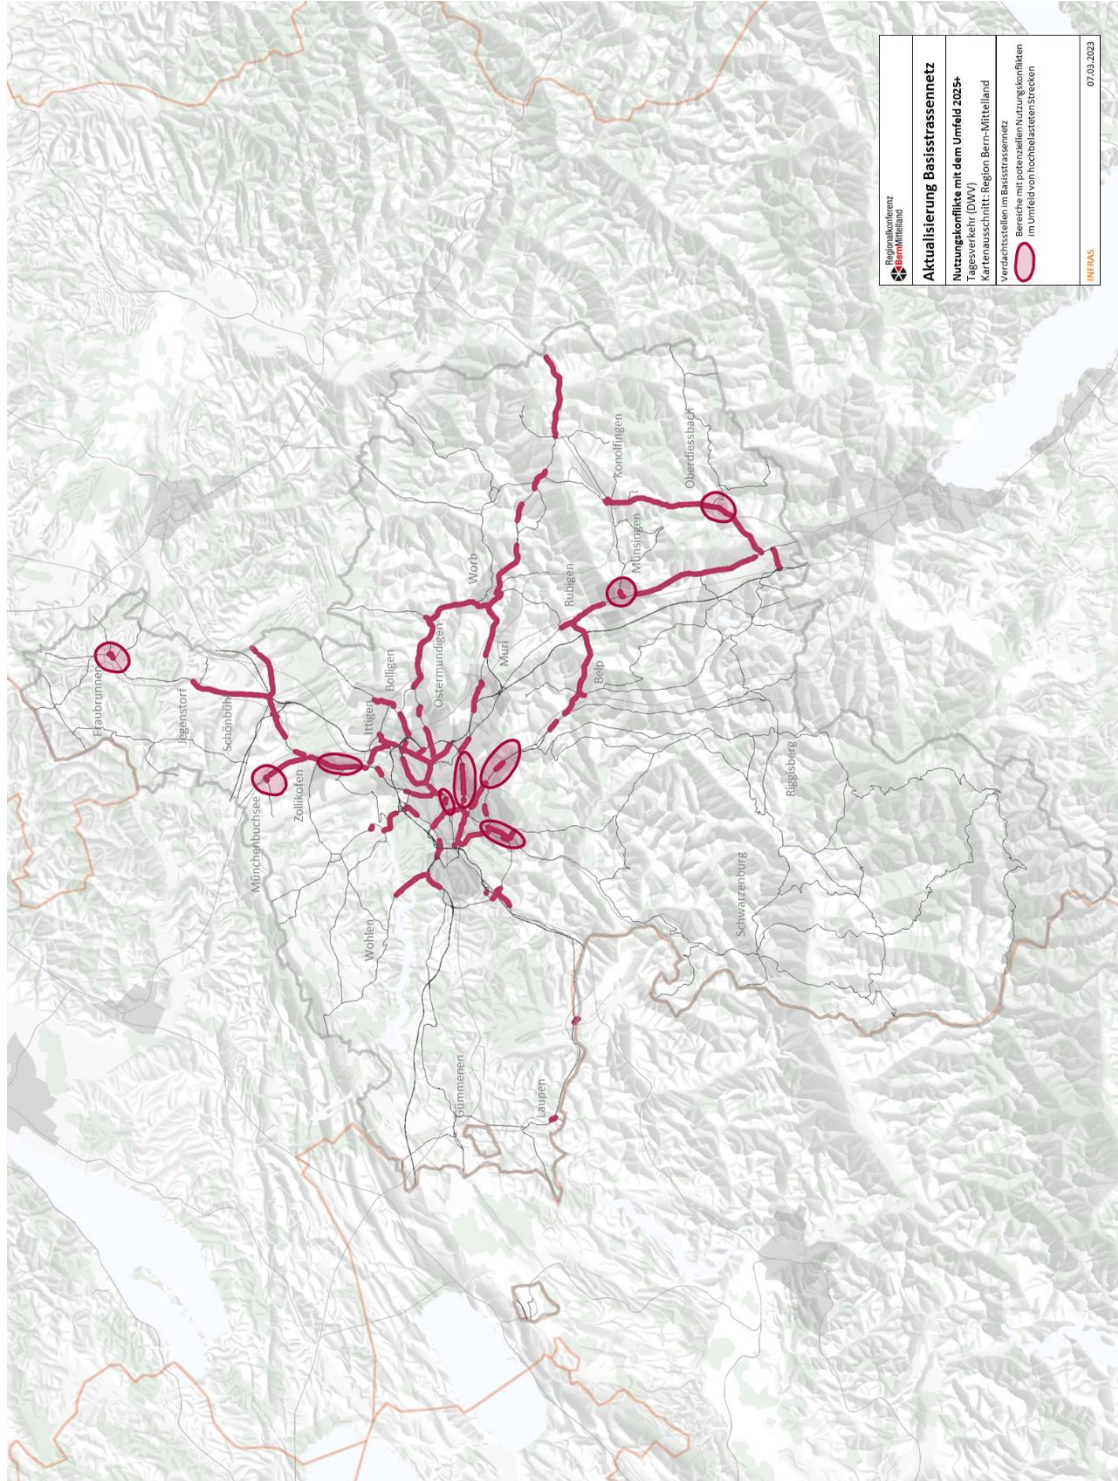 Regionalkonferenz
BernMittelland
Aktualisierung Basisstrassennetz
Nutzungskonflikte mit dem Umfeld 2025+
Tagesverkehr (DWV)
Kartenausschnitt: Region Bern-Mittelland
Verdachtsstellen im Basisstrassennetz
Bereiche mit potenziellen Nutzungskonflikten
im Umfeld von hochbelasteten Strecken
INFRAS
07.03.2023
Fraubrunnen
Jegenstorf
Schönbühl
Münchenbuchsee
Zollikofen
Ittigen
Bolligen
Ostermundigen
Worb
Muri
Wohlen
Rubigen
Belp
Münsingen
Konolfingen
Oberdiessbach
Gümmenen
Laupen
Riggisberg
Schwarzenburg